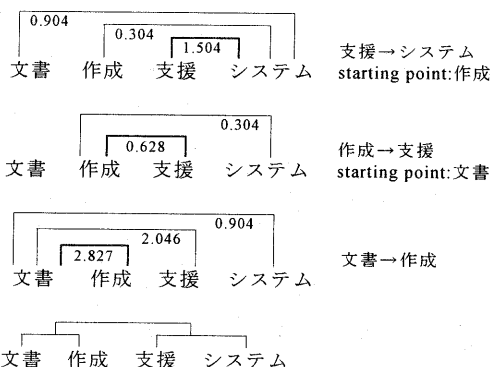 0.904
0.304
1.504
文書 作成 支援 システム
支援→システム
starting point:作成
0.304
0.628
文書 作成 支援 システム
作成→支援
starting point:文書
0.904
2.046
2.827
文書 作成 支援 システム
文書→作成
文書 作成 支援 システム